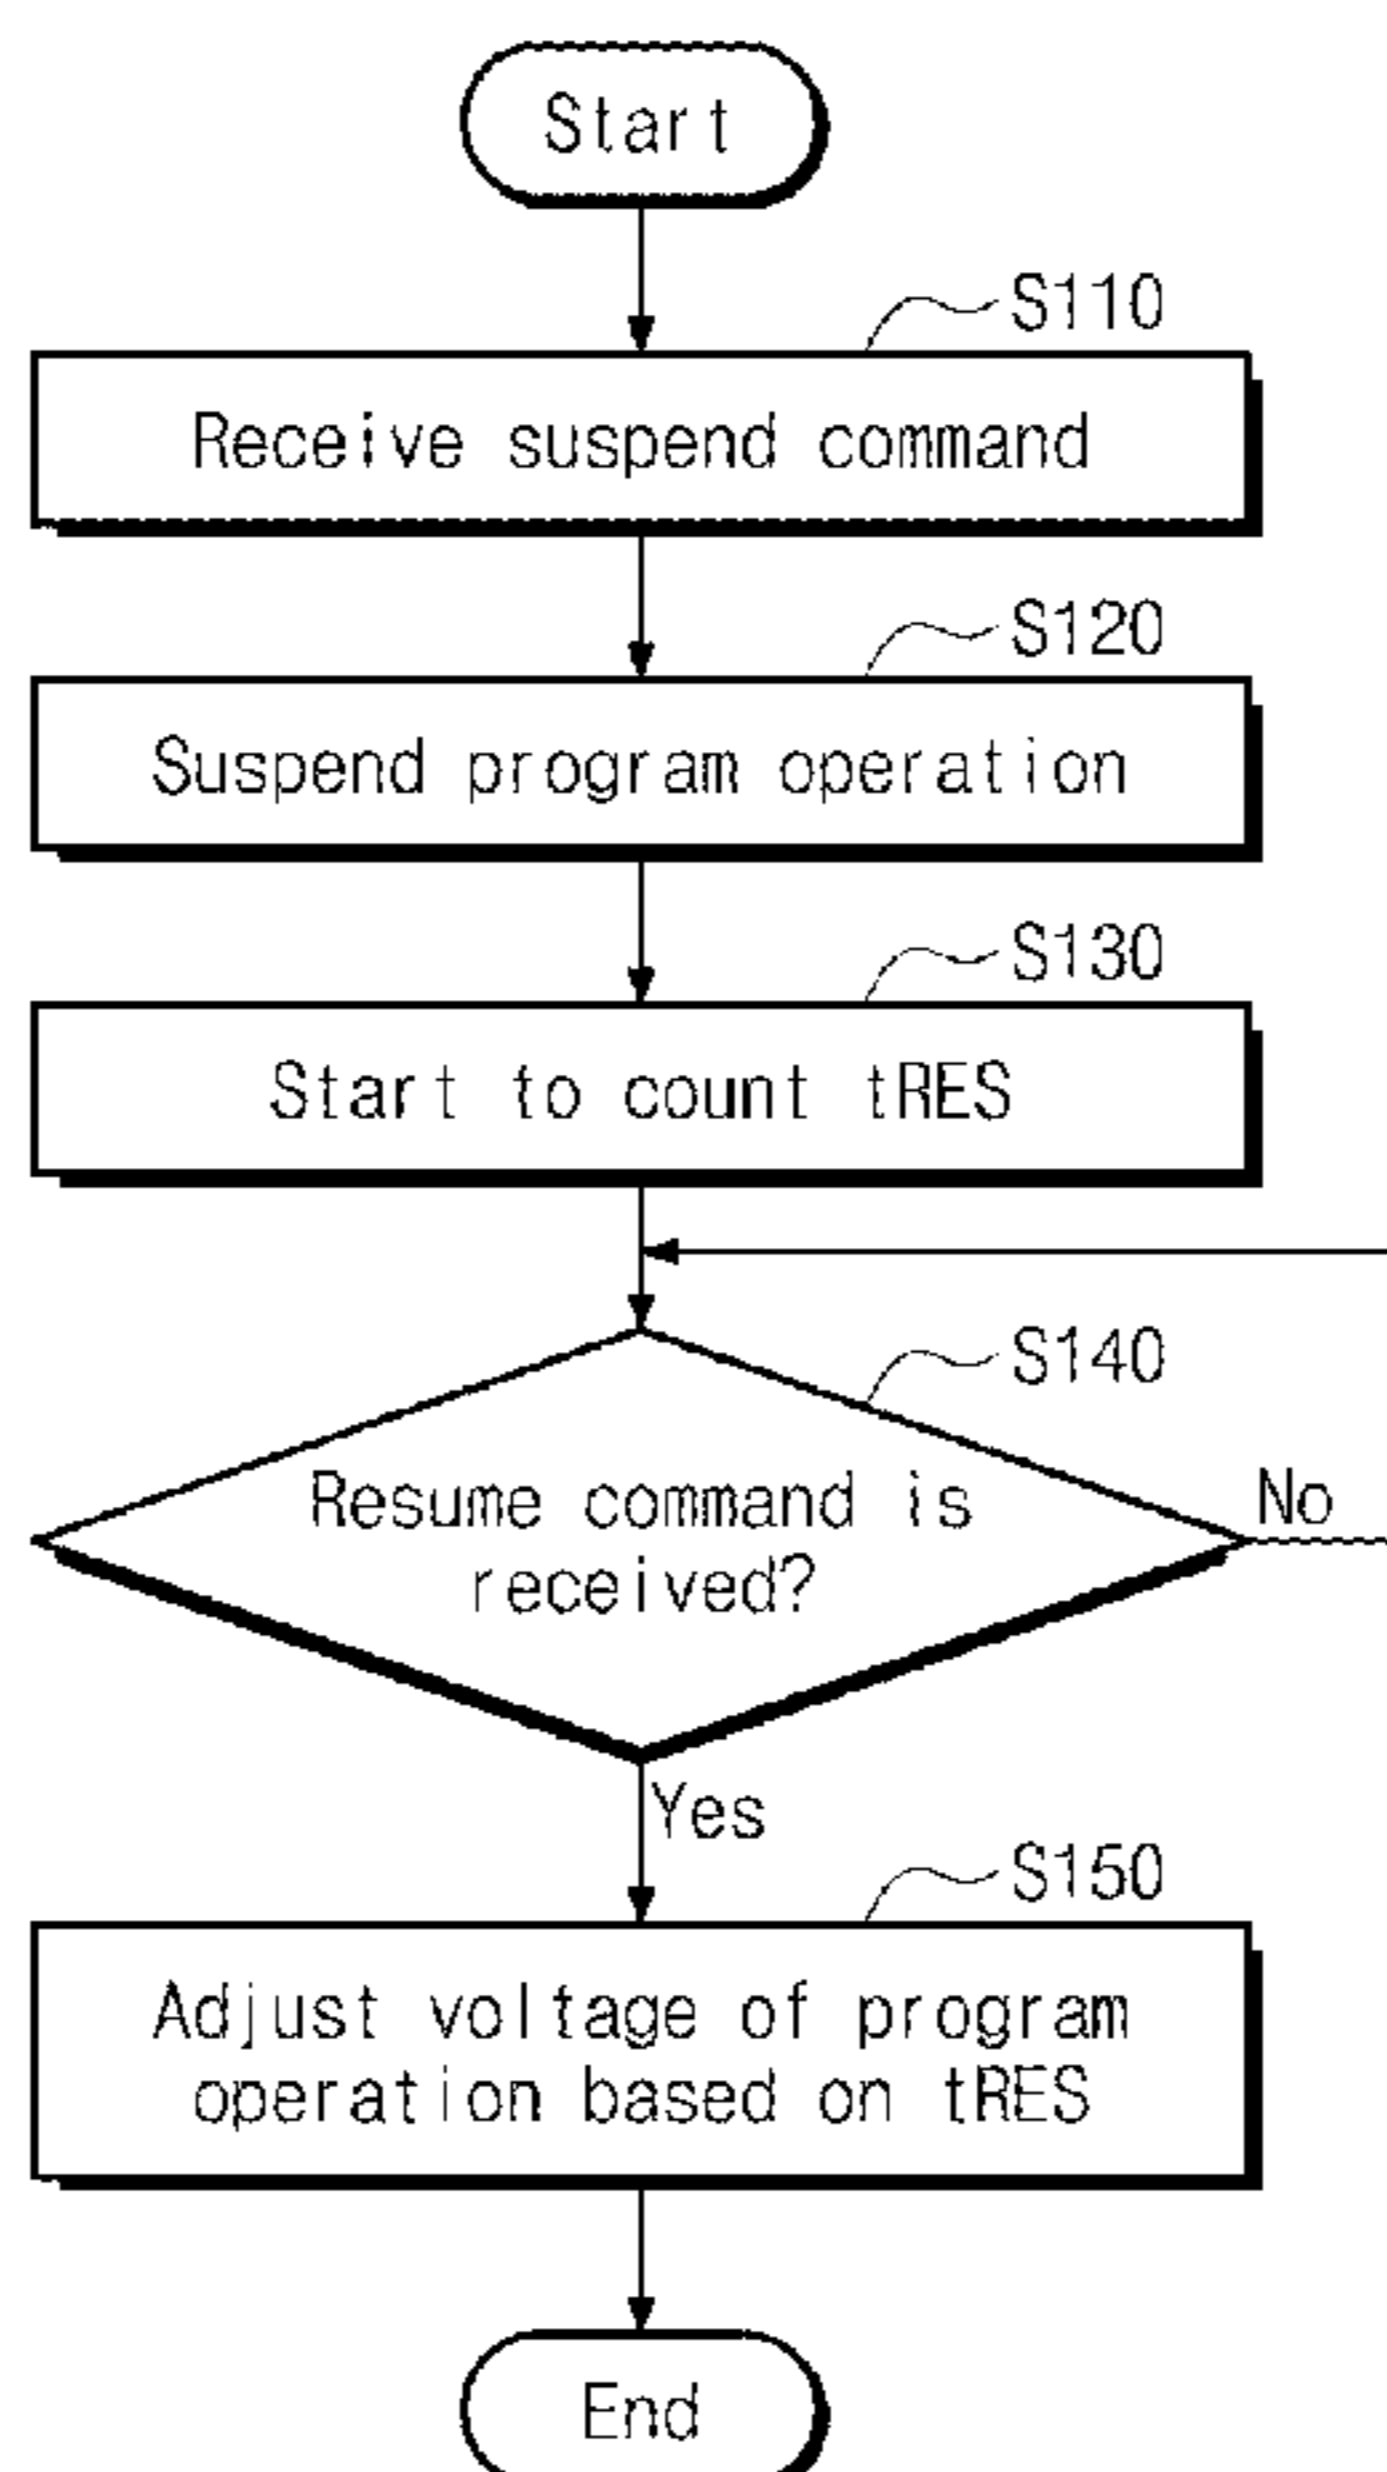 Start
S110
Receive suspend command
S120
Suspend program operation
S130
Start to count tRES
S140
Resume command is
received?
No
Yes
S150
Adjust voltage of program
operation based on tRES
End